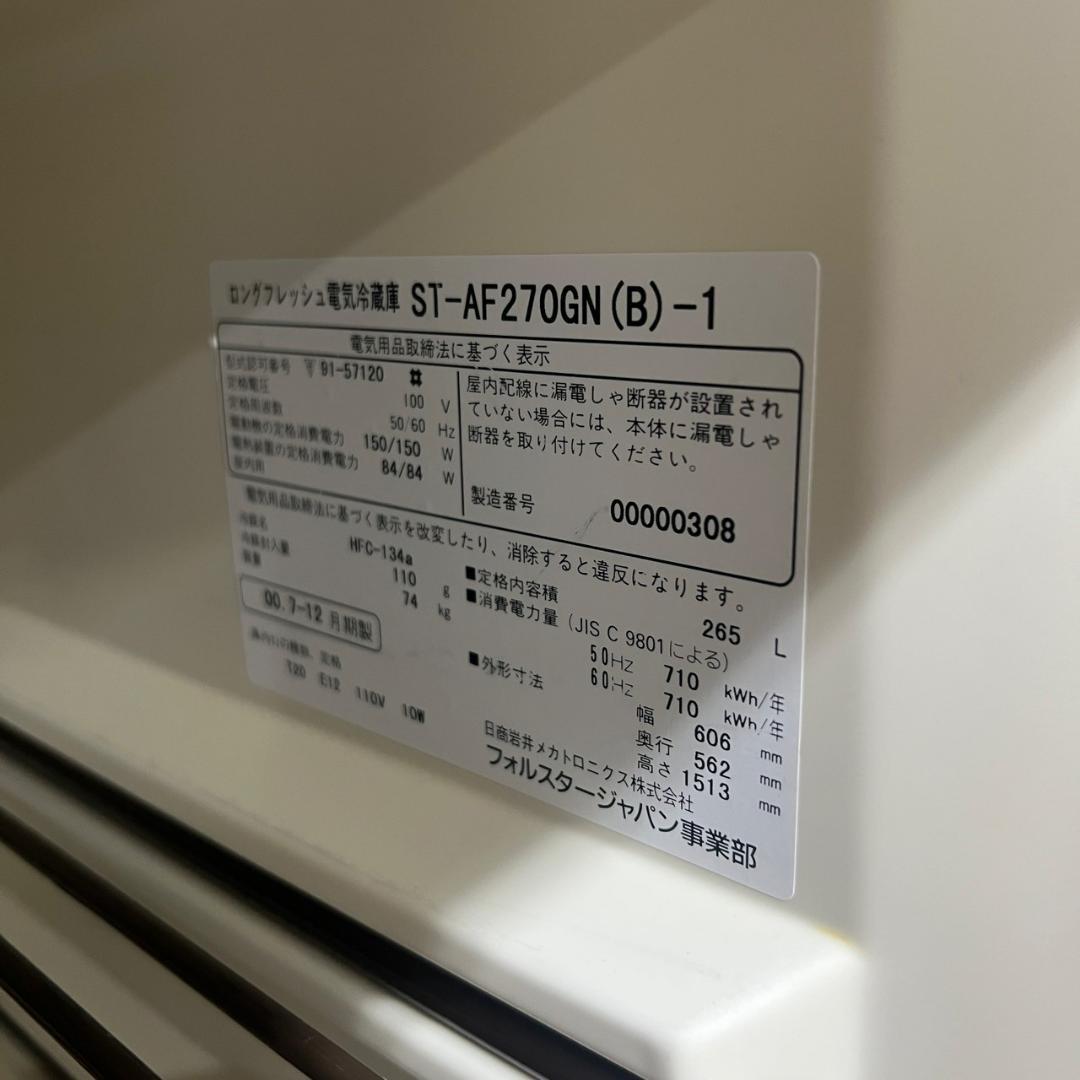 ロングフレッシュ電気冷蔵庫 ST-AF270GN(B)-1
電気用品取締法に基づく表示
型式認可番号 〒 91-57120 #
定格電圧 100 V
定格周波数 50/60 Hz
電動機の定格消費電力 150/150 W
電熱装置の定格消費電力 84/84 W
屋内用
屋内配線に漏電しゃ断器が設置され
ていない場合には、本体に漏電しゃ
断器を取り付けてください。
製造番号 00000308
電気用品取締法に基づく表示を改変したり、消除すると違反になります。
冷媒名 HFC-134a
冷媒封入量 110 g
質量 74 kg
00.7-12 月期製
庫内灯の種類、定格
T20 E12 110V 10W
■定格内容積 265 L
■消費電力量 (JIS C 9801による)
50Hz 710 kWh/年
60Hz 710 kWh/年
■外形寸法 幅 606 mm
奥行 562 mm
高さ 1513 mm
日商岩井メカトロニクス株式会社
フォルスタージャパン事業部